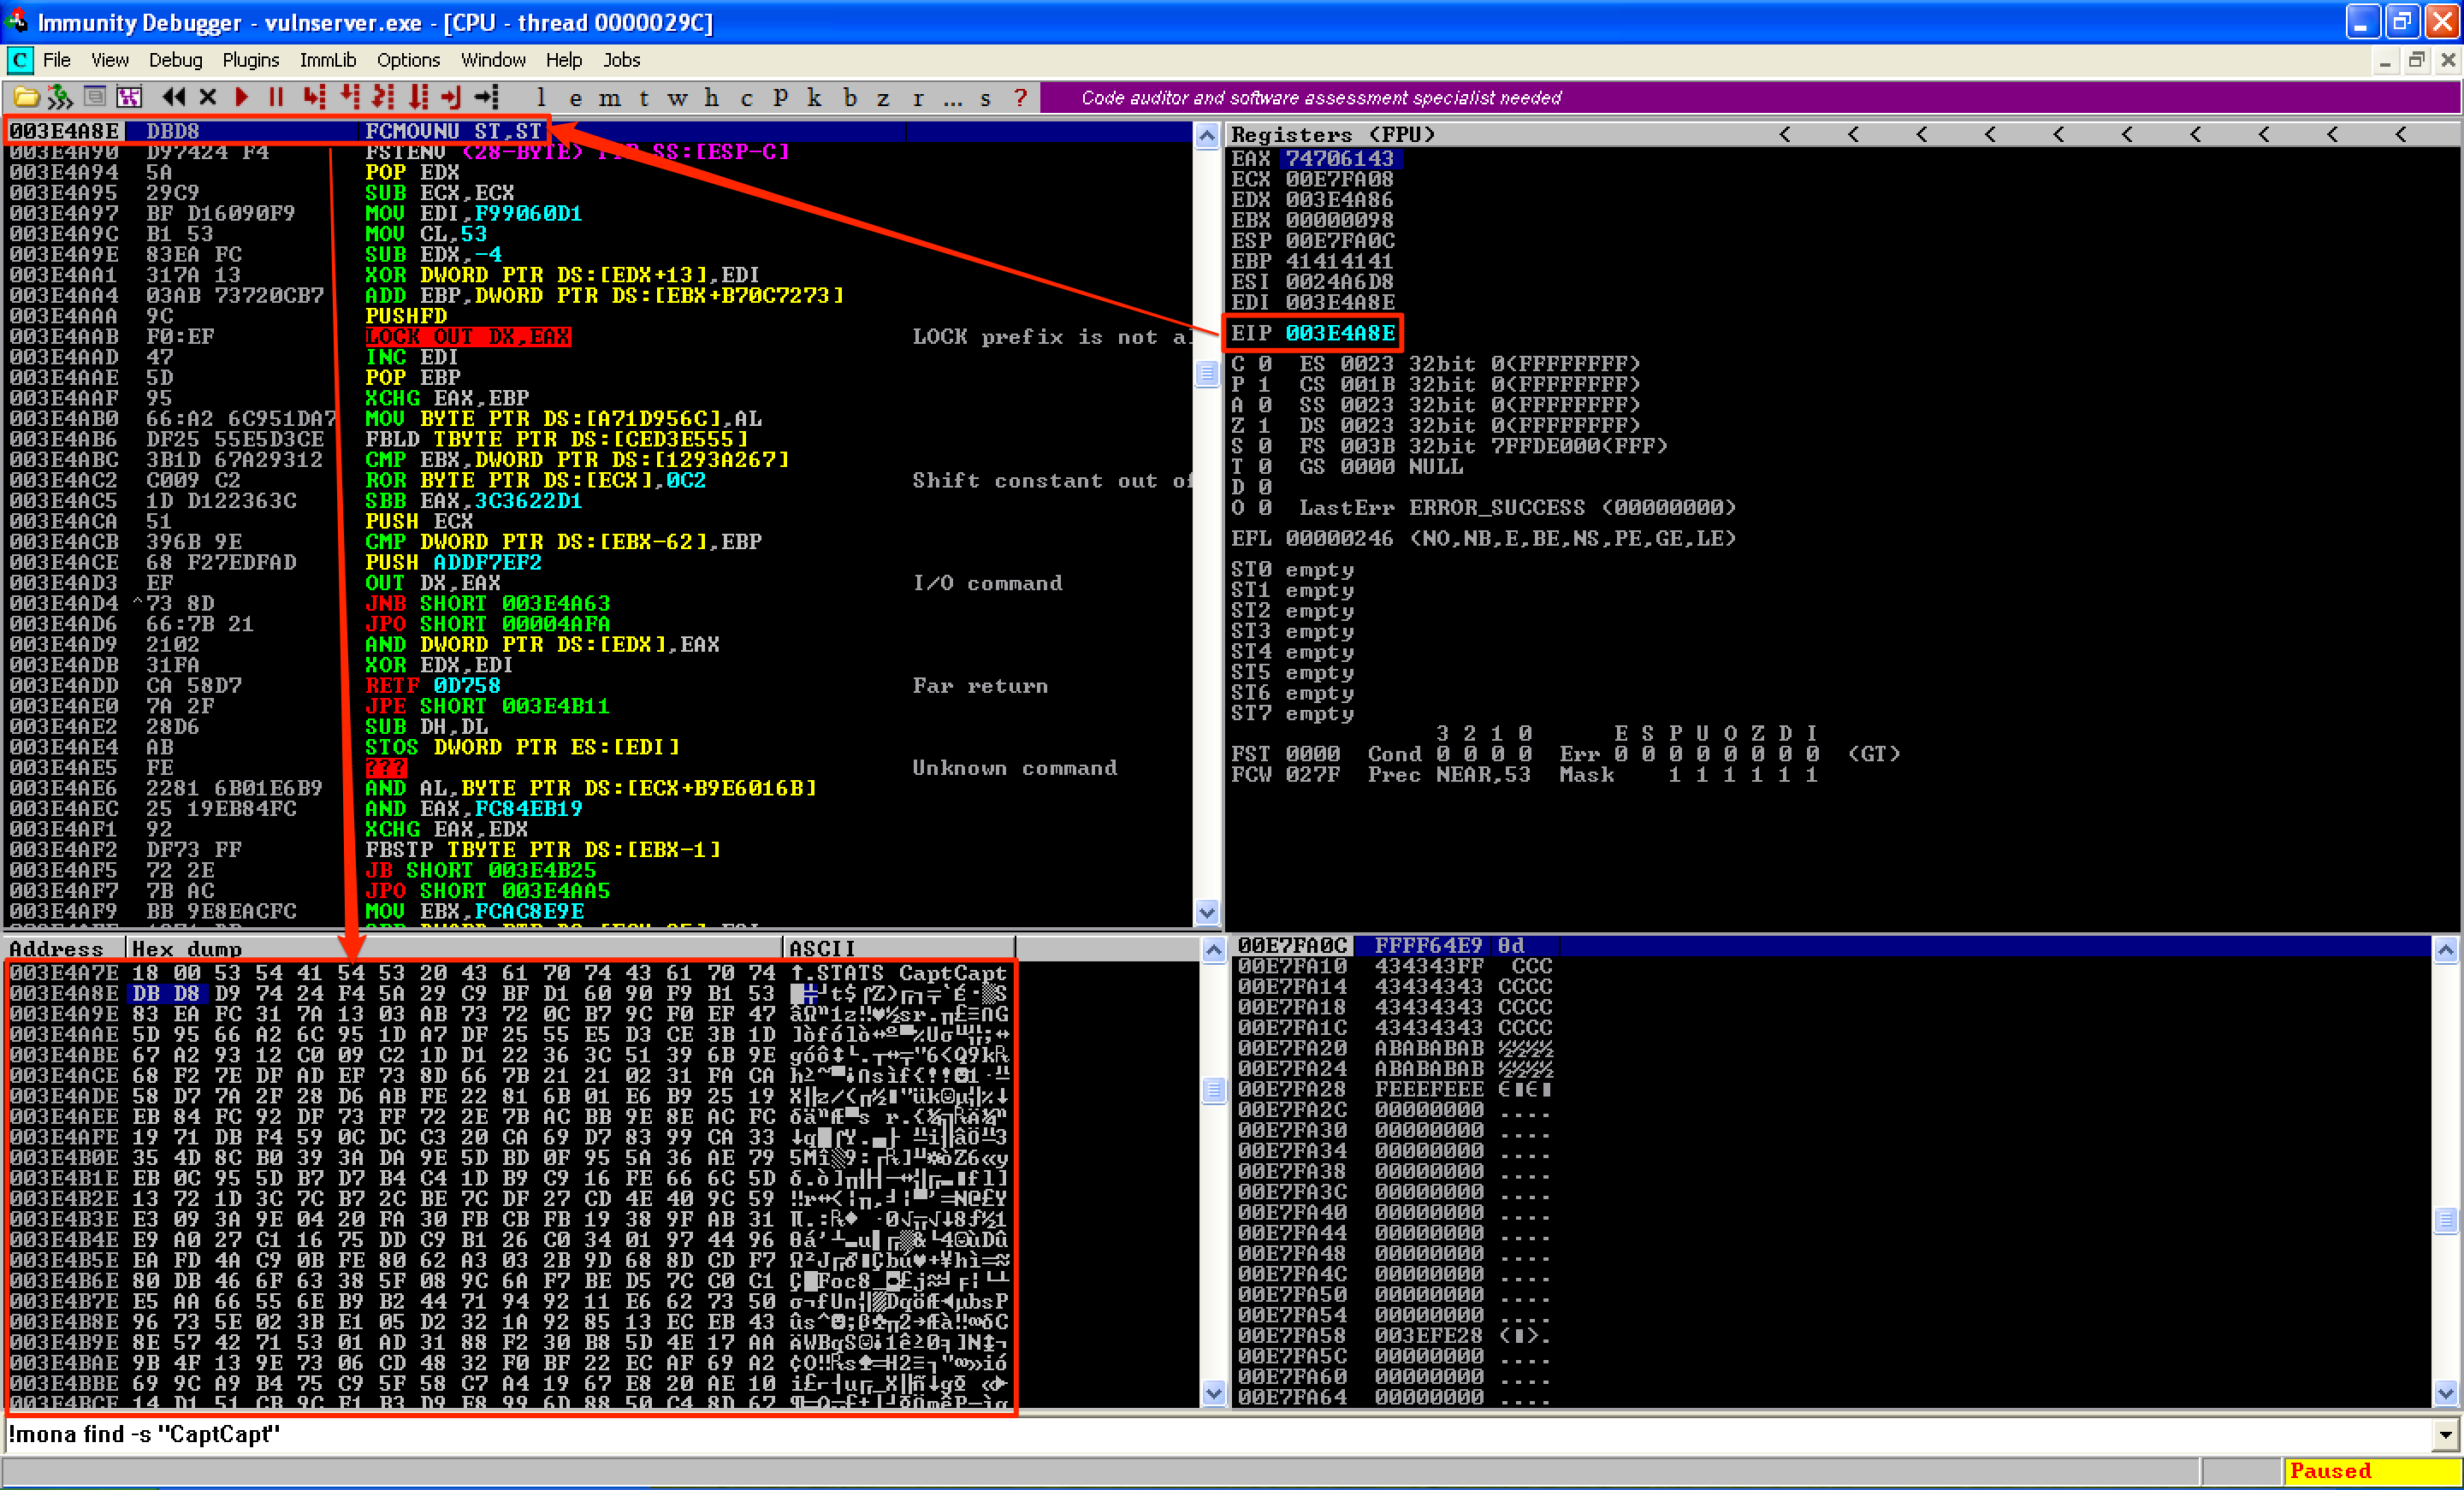 Immunity Debugger - vulnserver.exe - [CPU - thread 0000029C]
C File View Debug Plugins ImmLib Options Window Help Jobs
l e m t w h c P k b z r ... s ? Code auditor and software assessment specialist needed
003E4A8E DBD8 FCMOVNU ST,ST
003E4A90 D97424 F4 FSTENV (28-BYTE) PTR SS:[ESP-C]
003E4A94 5A POP EDX
003E4A95 29C9 SUB ECX,ECX
003E4A97 BF D16090F9 MOV EDI,F99060D1
003E4A9C B1 53 MOV CL,53
003E4A9E 83EA FC SUB EDX,-4
003E4AA1 317A 13 XOR DWORD PTR DS:[EDX+13],EDI
003E4AA4 03AB 73720CB7 ADD EBP,DWORD PTR DS:[EBX+B70C7273]
003E4AAA 9C PUSHFD
003E4AAB F0:EF LOCK OUT DX,EAX LOCK prefix is not al
003E4AAD 47 INC EDI
003E4AAE 5D POP EBP
003E4AAF 95 XCHG EAX,EBP
003E4AB0 66:A2 6C951DA7 MOV BYTE PTR DS:[A71D956C],AL
003E4AB6 DF25 55E5D3CE FBLD TBYTE PTR DS:[CED3E555]
003E4ABC 3B1D 67A29312 CMP EBX,DWORD PTR DS:[1293A267]
003E4AC2 C009 C2 ROR BYTE PTR DS:[ECX],0C2 Shift constant out of
003E4AC5 1D D122363C SBB EAX,3C3622D1
003E4ACA 51 PUSH ECX
003E4ACB 396B 9E CMP DWORD PTR DS:[EBX-62],EBP
003E4ACE 68 F27EDFAD PUSH ADDF7EF2
003E4AD3 EF OUT DX,EAX I/O command
003E4AD4 ^73 8D JNB SHORT 003E4A63
003E4AD6 66:7B 21 JPO SHORT 00004AFA
003E4AD9 2102 AND DWORD PTR DS:[EDX],EAX
003E4ADB 31FA XOR EDX,EDI
003E4ADD CA 58D7 RETF 0D758 Far return
003E4AE0 7A 2F JPE SHORT 003E4B11
003E4AE2 28D6 SUB DH,DL
003E4AE4 AB STOS DWORD PTR ES:[EDI]
003E4AE5 FE ??? Unknown command
003E4AE6 2281 6B01E6B9 AND AL,BYTE PTR DS:[ECX+B9E6016B]
003E4AEC 25 19EB84FC AND EAX,FC84EB19
003E4AF1 92 XCHG EAX,EDX
003E4AF2 DF73 FF FBSTP TBYTE PTR DS:[EBX-1]
003E4AF5 72 2E JB SHORT 003E4B25
003E4AF7 7B AC JPO SHORT 003E4AA5
003E4AF9 BB 9E8EACFC MOV EBX,FCAC8E9E
Registers (FPU) < < < < < < < < < <
EAX 74706143
ECX 00E7FA08
EDX 003E4A86
EBX 00000098
ESP 00E7FA0C
EBP 41414141
ESI 0024A6D8
EDI 003E4A8E
EIP 003E4A8E
C 0 ES 0023 32bit 0(FFFFFFFF)
P 1 CS 001B 32bit 0(FFFFFFFF)
A 0 SS 0023 32bit 0(FFFFFFFF)
Z 1 DS 0023 32bit 0(FFFFFFFF)
S 0 FS 003B 32bit 7FFDE000(FFF)
T 0 GS 0000 NULL
D 0
O 0 LastErr ERROR_SUCCESS (00000000)
EFL 00000246 (NO,NB,E,BE,NS,PE,GE,LE)
ST0 empty
ST1 empty
ST2 empty
ST3 empty
ST4 empty
ST5 empty
ST6 empty
ST7 empty
3 2 1 0 E S P U O Z D I
FST 0000 Cond 0 0 0 0 Err 0 0 0 0 0 0 0 0 (GT)
FCW 027F Prec NEAR,53 Mask 1 1 1 1 1 1
Address Hex dump ASCII
003E4A7E 18 00 53 54 41 54 53 20 43 61 70 74 43 61 70 74 ↑.STATS CaptCapt
003E4A8E DB D8 D9 74 24 F4 5A 29 C9 BF D1 60 90 F9 B1 53
003E4A9E 83 EA FC 31 7A 13 03 AB 73 72 0C B7 9C F0 EF 47
003E4AAE 5D 95 66 A2 6C 95 1D A7 DF 25 55 E5 D3 CE 3B 1D
003E4ABE 67 A2 93 12 C0 09 C2 1D D1 22 36 3C 51 39 6B 9E
003E4ACE 68 F2 7E DF AD EF 73 8D 66 7B 21 21 02 31 FA CA
003E4ADE 58 D7 7A 2F 28 D6 AB FE 22 81 6B 01 E6 B9 25 19
003E4AEE EB 84 FC 92 DF 73 FF 72 2E 7B AC BB 9E 8E AC FC
003E4AFE 19 71 DB F4 59 0C DC C3 20 CA 69 D7 83 99 CA 33
003E4B0E 35 4D 8C B0 39 3A DA 9E 5D BD 0F 95 5A 36 AE 79
003E4B1E EB 0C 95 5D B7 D7 B4 C4 1D B9 C9 16 FE 66 6C 5D
003E4B2E 13 72 1D 3C 7C B7 2C BE 7C DF 27 CD 4E 40 9C 59
003E4B3E E3 09 3A 9E 04 20 FA 30 FB CB FB 19 38 9F AB 31
003E4B4E E9 A0 27 C1 16 75 DD C9 B1 26 C0 34 01 97 44 96
003E4B5E EA FD 4A C9 0B FE 80 62 A3 03 2B 9D 68 8D CD F7
003E4B6E 80 DB 46 6F 63 38 5F 08 9C 6A F7 BE D5 7C C0 C1
003E4B7E E5 AA 66 55 6E B9 B2 44 71 94 92 11 E6 62 73 50
003E4B8E 96 73 5E 02 3B E1 05 D2 32 1A 92 85 13 EC EB 43
003E4B9E 8E 57 42 71 53 01 AD 31 88 F2 30 B8 5D 4E 17 AA
003E4BAE 9B 4F 13 9E 73 06 CD 48 32 F0 BF 22 EC AF 69 A2
003E4BBE 69 9C A9 B4 75 C9 5F 58 C7 A4 19 67 E8 20 AE 10
003E4BCE 14 D1 51 CB 9C F1 B3 D9 E8 99 6D 88 50 C4 8D 67
00E7FA0C FFFF64E9 θd
00E7FA10 434343FF CCC
00E7FA14 43434343 CCCC
00E7FA18 43434343 CCCC
00E7FA1C 43434343 CCCC
00E7FA20 ABABABAB ½½½½
00E7FA24 ABABABAB ½½½½
00E7FA28 FEEEFEEE
00E7FA2C 00000000 ....
00E7FA30 00000000 ....
00E7FA34 00000000 ....
00E7FA38 00000000 ....
00E7FA3C 00000000 ....
00E7FA40 00000000 ....
00E7FA44 00000000 ....
00E7FA48 00000000 ....
00E7FA4C 00000000 ....
00E7FA50 00000000 ....
00E7FA54 00000000 ....
00E7FA58 003EFE28
00E7FA5C 00000000 ....
00E7FA60 00000000 ....
00E7FA64 00000000 ....
!mona find -s "CaptCapt"
Paused